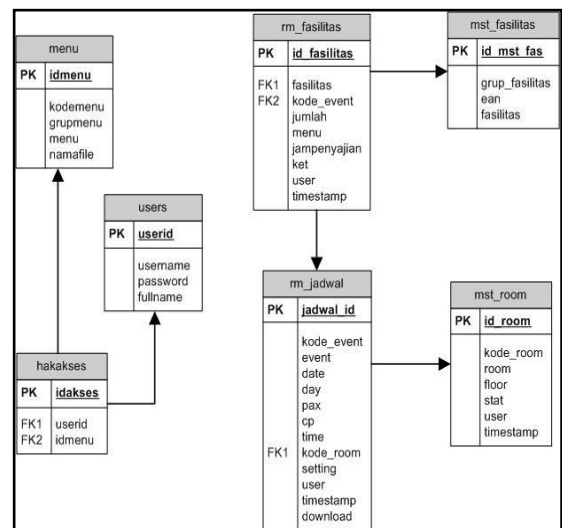 menu
PK idmenu
kodemenu
grupmenu
menu
namafile
users
PK userid
username
password
fullname
hakakses
PK idakses
FK1 userid
FK2 idmenu
rm_fasilitas
PK id_fasilitas
FK1 fasilitas
FK2 kode_event
jumlah
menu
jampenyajian
ket
user
timestamp
mst_fasilitas
PK id_mst_fas
grup_fasilitas
ean
fasilitas
rm_jadwal
PK jadwal_id
kode_event
event
date
day
pax
cp
time
FK1 kode_room
setting
user
timestamp
download
mst_room
PK id_room
kode_room
room
floor
stat
user
timestamp